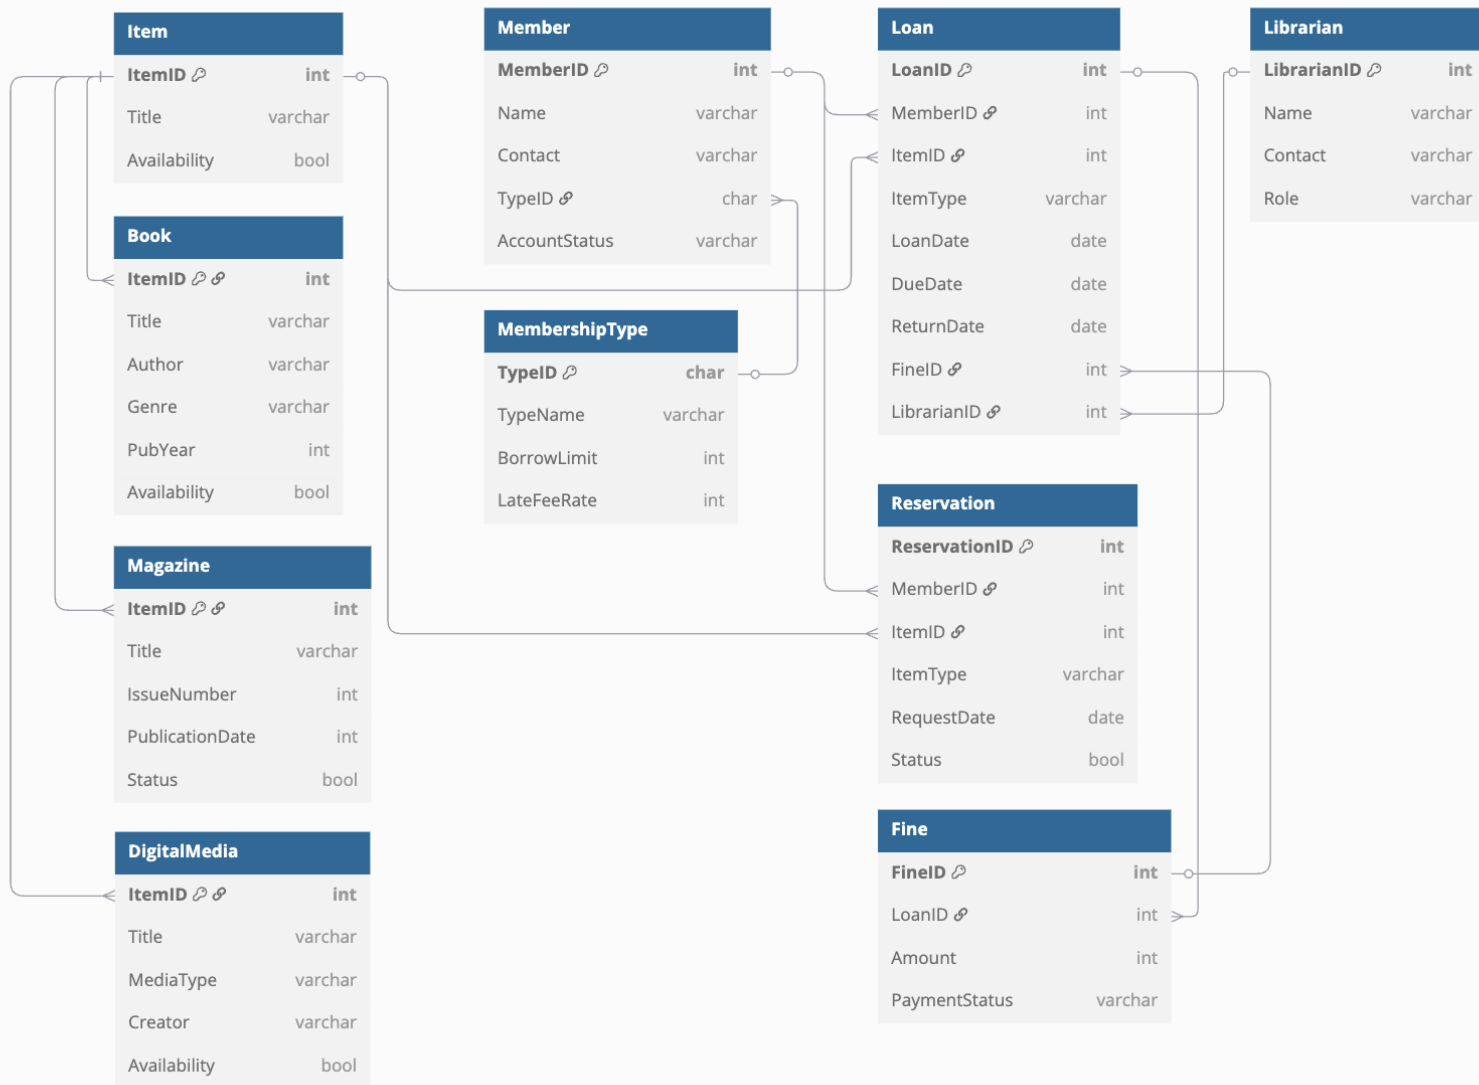 Item
ItemID int
Title varchar
Availability bool
Book
ItemID int
Title varchar
Author varchar
Genre varchar
PubYear int
Availability bool
Magazine
ItemID int
Title varchar
IssueNumber int
PublicationDate int
Status bool
DigitalMedia
ItemID int
Title varchar
MediaType varchar
Creator varchar
Availability bool
Member
MemberID int
Name varchar
Contact varchar
TypeID char
AccountStatus varchar
MembershipType
TypeID char
TypeName varchar
BorrowLimit int
LateFeeRate int
Loan
LoanID int
MemberID int
ItemID int
ItemType varchar
LoanDate date
DueDate date
ReturnDate date
FineID int
LibrarianID int
Reservation
ReservationID int
MemberID int
ItemID int
ItemType varchar
RequestDate date
Status bool
Fine
FineID int
LoanID int
Amount int
PaymentStatus varchar
Librarian
LibrarianID int
Name varchar
Contact varchar
Role varchar